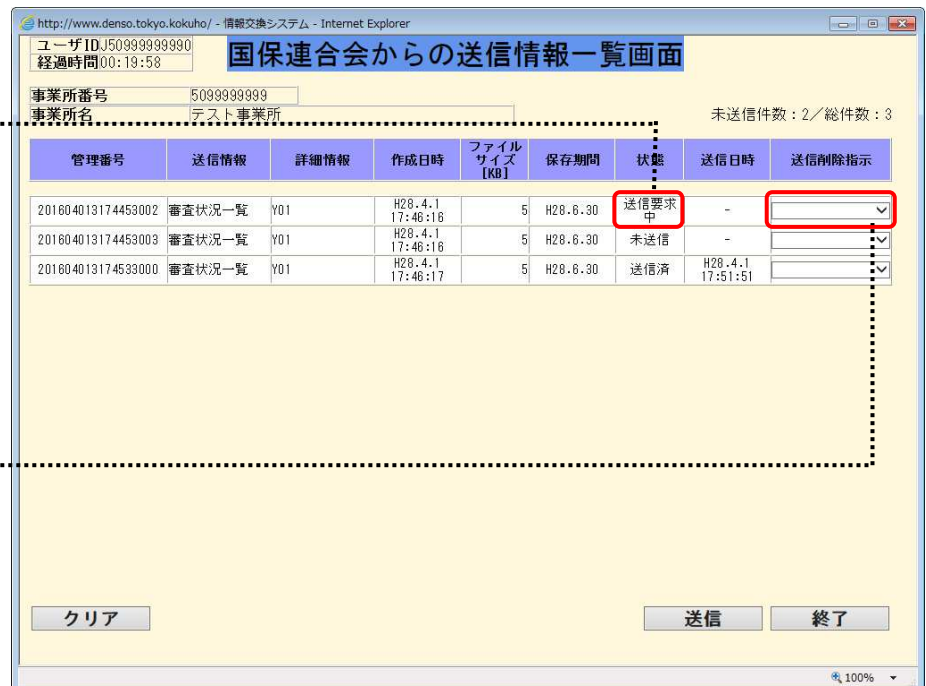 http://www.denso.tokyo.kokuho/ - 情報交換システム - Internet Explorer
ユーザID J50999999990
経過時間 00:19:58
国保連合会からの送信情報一覧画面
事業所番号 5099999999
事業所名 テスト事業所
未送信件数：2／総件数：3
管理番号 送信情報 詳細情報 作成日時 ファイルサイズ[KB] 保存期間 状態 送信日時 送信削除指示
201604013174453002 審査状況一覧 Y01 H28.4.1 17:46:16 5 H28.6.30 送信要求中 -
201604013174453003 審査状況一覧 Y01 H28.4.1 17:46:16 5 H28.6.30 未送信 -
201604013174533000 審査状況一覧 Y01 H28.4.1 17:46:17 5 H28.6.30 送信済 H28.4.1 17:51:51
クリア 送信 終了
100%